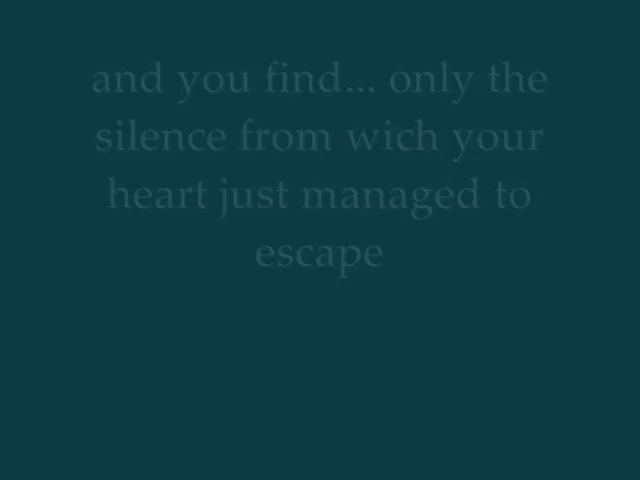 and you find... only the
silence from wich your
heart just managed to
escape